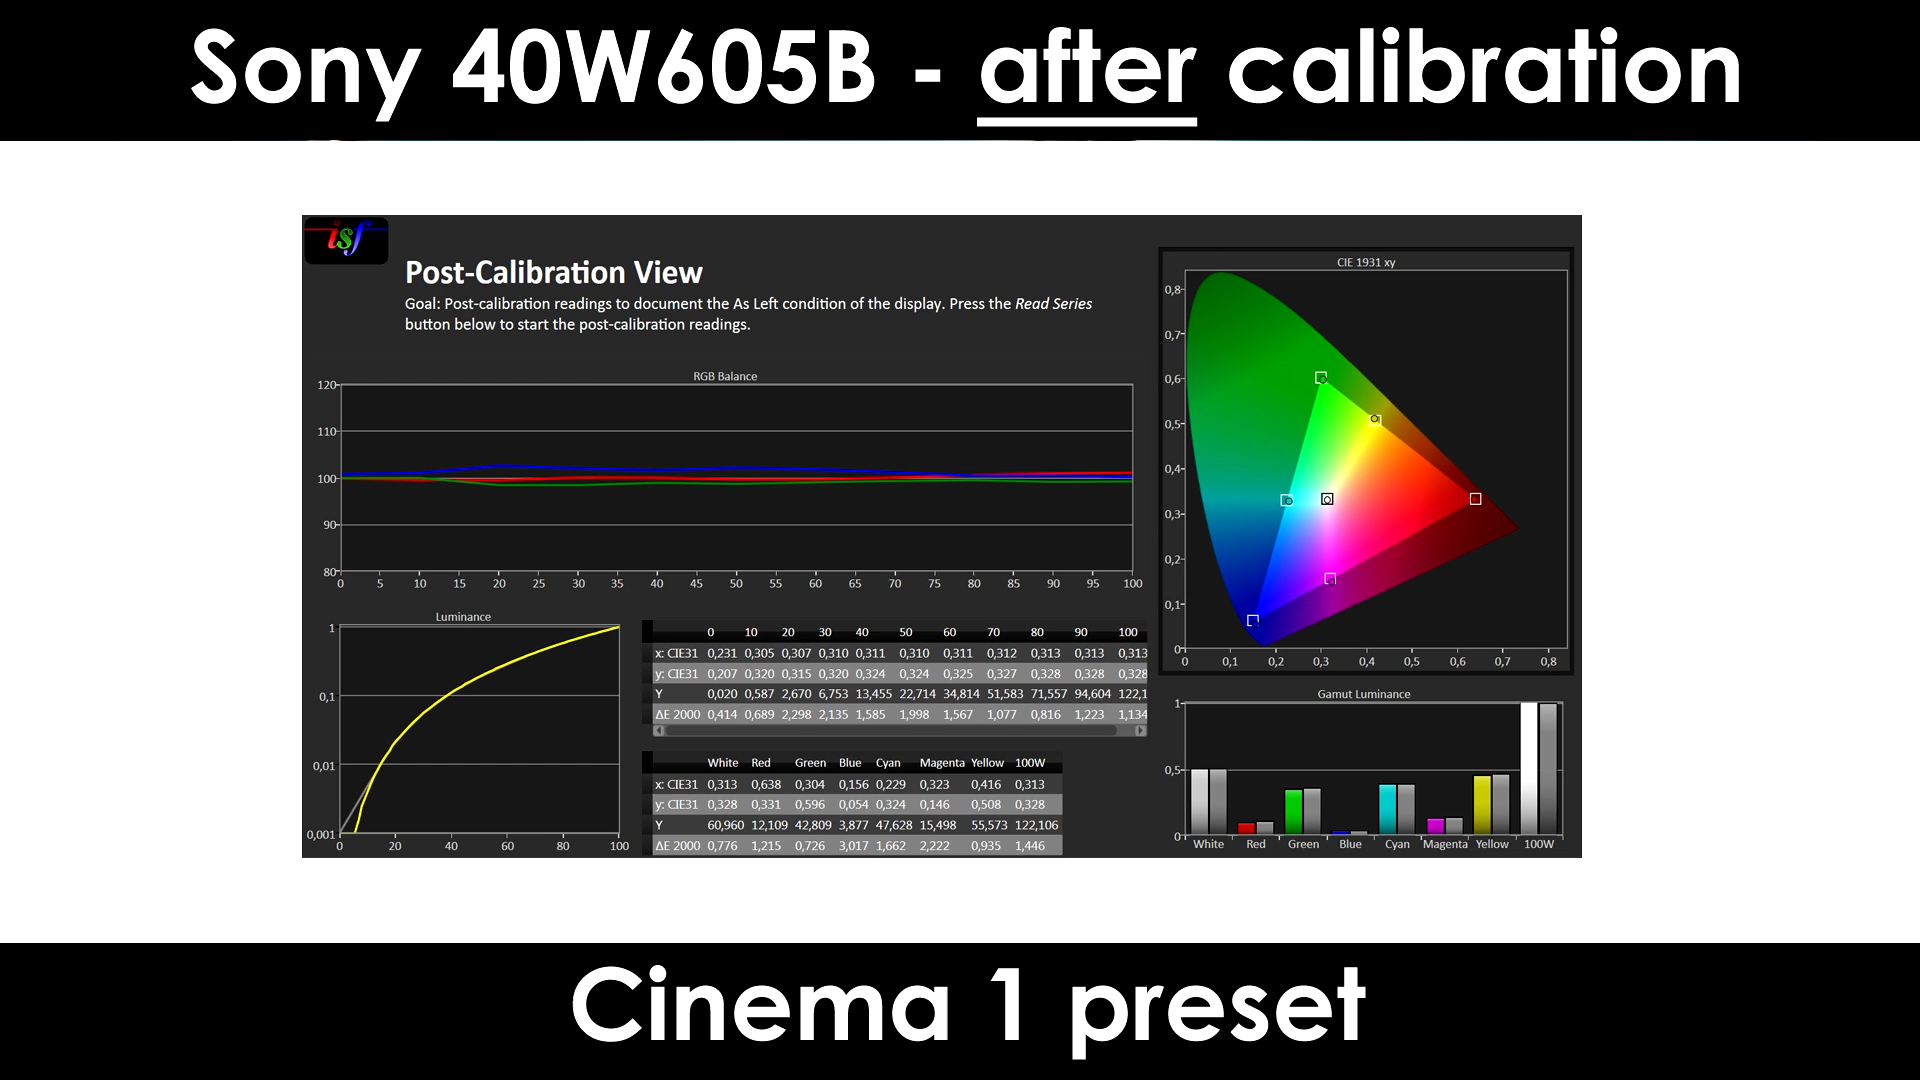 Sony 40W605B - after calibration
isf
Post-Calibration View
Goal: Post-calibration readings to document the As Left condition of the display. Press the Read Series
button below to start the post-calibration readings.
RGB Balance
120
110
100
90
80
0 5 10 15 20 25 30 35 40 45 50 55 60 65 70 75 80 85 90 95 100
Luminance
1
0,1
0,01
0,001
0 20 40 60 80 100
0 10 20 30 40 50 60 70 80 90 100
x: CIE31 0,231 0,305 0,307 0,310 0,311 0,310 0,311 0,312 0,313 0,313 0,313
y: CIE31 0,207 0,320 0,315 0,320 0,324 0,324 0,325 0,327 0,328 0,328 0,328
Y 0,020 0,587 2,670 6,753 13,455 22,714 34,814 51,583 71,557 94,604 122,1
ΔE 2000 0,414 0,689 2,298 2,135 1,585 1,998 1,567 1,077 0,816 1,223 1,134
White Red Green Blue Cyan Magenta Yellow 100W
x: CIE31 0,313 0,638 0,304 0,156 0,229 0,323 0,416 0,313
y: CIE31 0,328 0,331 0,596 0,054 0,324 0,146 0,508 0,328
Y 60,960 12,109 42,809 3,877 47,628 15,498 55,573 122,106
ΔE 2000 0,776 1,215 0,726 3,017 1,662 2,222 0,935 1,446
CIE 1931 xy
0,8
0,7
0,6
0,5
0,4
0,3
0,2
0,1
0
0 0,1 0,2 0,3 0,4 0,5 0,6 0,7 0,8
Gamut Luminance
1
0,5
0
White Red Green Blue Cyan Magenta Yellow 100W
Cinema 1 preset